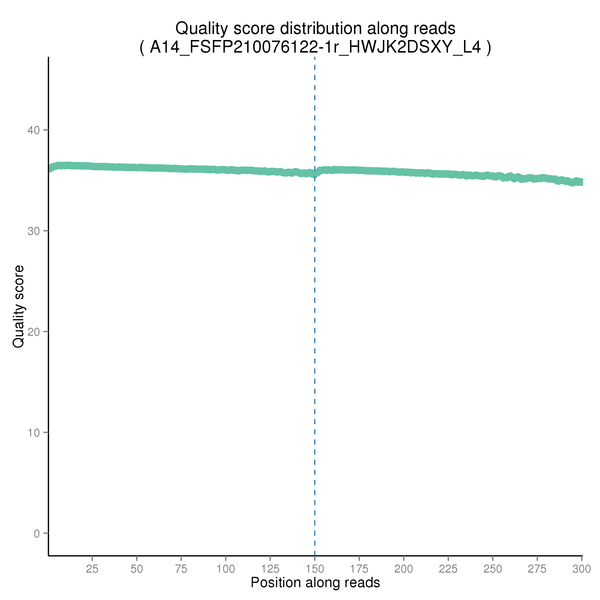 Quality score distribution along reads
( A14_FSFP210076122-1r_HWJK2DSXY_L4 )
Quality score
40
30
20
10
0
25 50 75 100 125 150 175 200 225 250 275 300
Position along reads